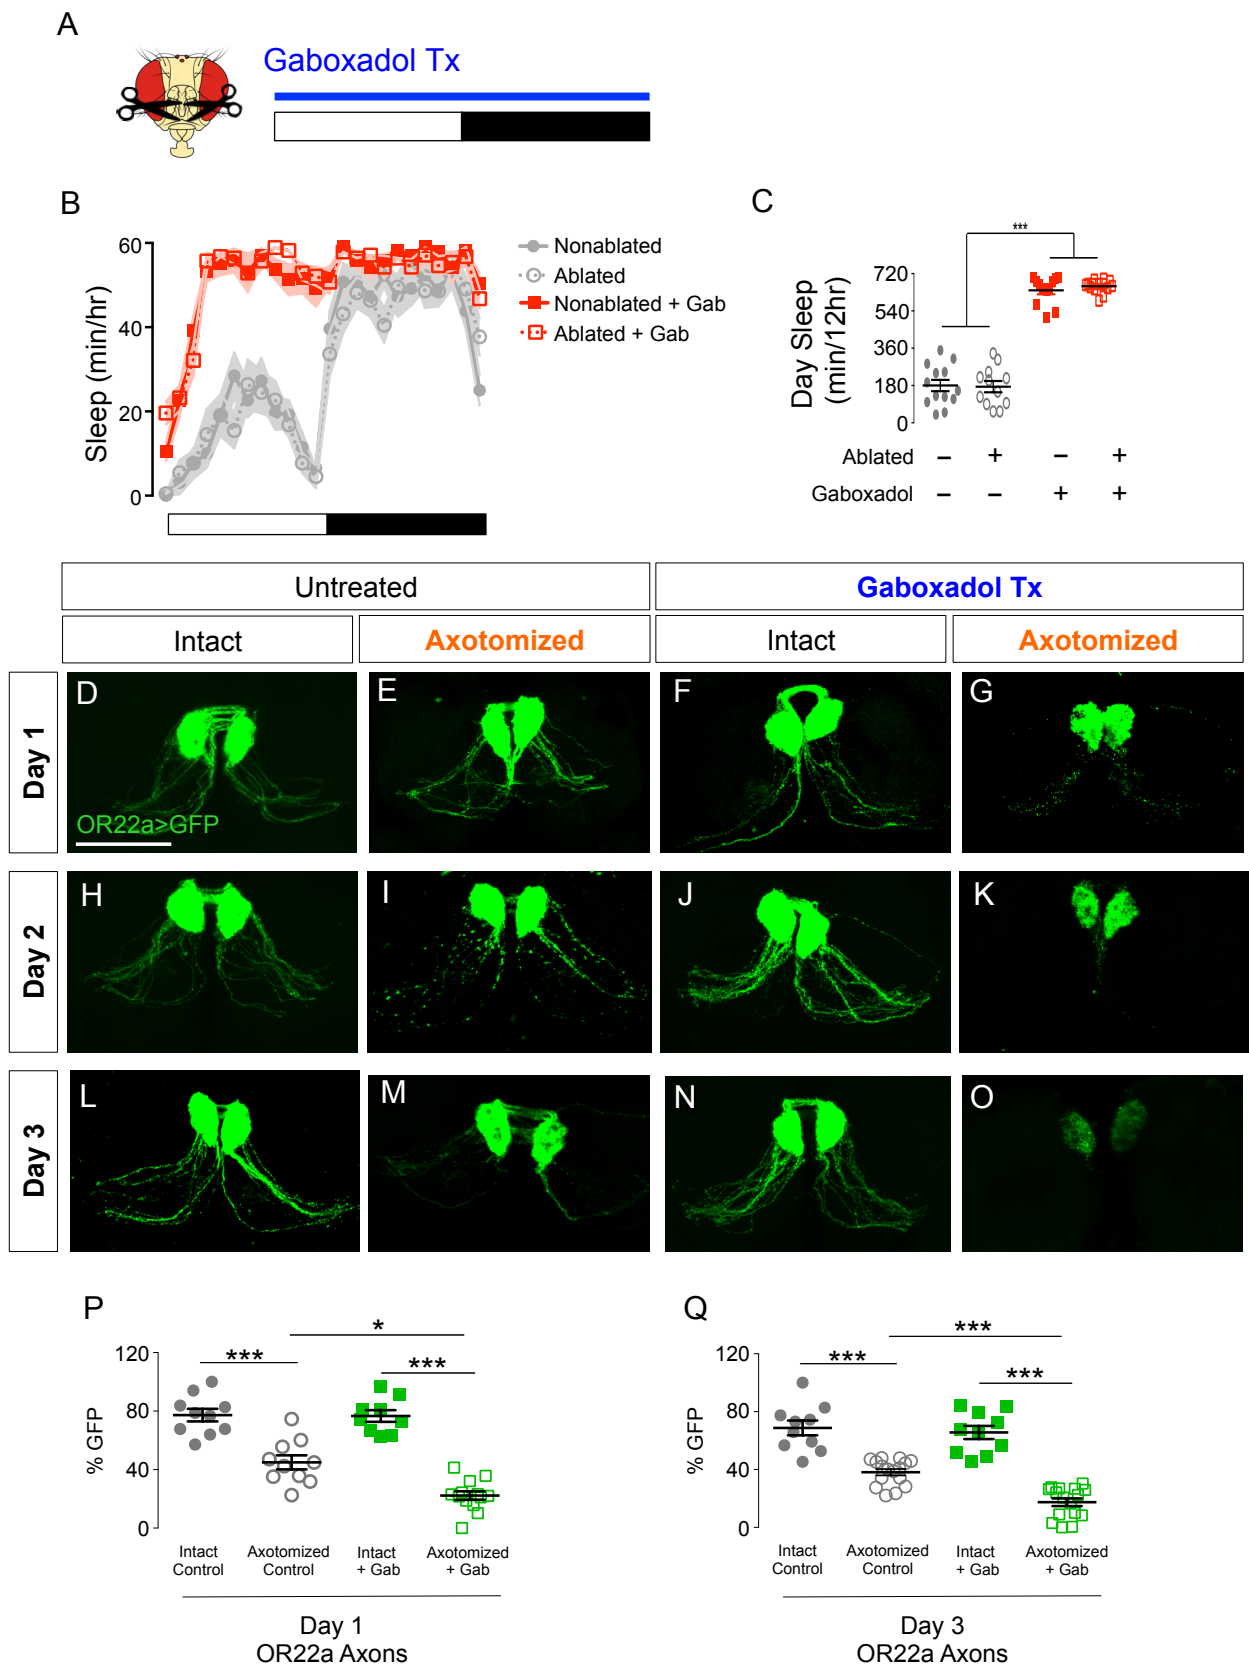 A
Gaboxadol Tx
B
Sleep (min/hr)
60
40
20
0
Nonablated
Ablated
Nonablated + Gab
Ablated + Gab
C
***
Day Sleep
(min/12hr)
720
540
360
180
0
Ablated – + – +
Gaboxadol – – + +
Untreated
Gaboxadol Tx
Intact
Axotomized
Intact
Axotomized
Day 1
D
OR22a>GFP
E
F
G
Day 2
H
I
J
K
Day 3
L
M
N
O
P
*
***
***
% GFP
120
80
40
0
Intact
Control
Axotomized
Control
Intact
+ Gab
Axotomized
+ Gab
Day 1
OR22a Axons
Q
***
***
***
% GFP
120
80
40
0
Intact
Control
Axotomized
Control
Intact
+ Gab
Axotomized
+ Gab
Day 3
OR22a Axons